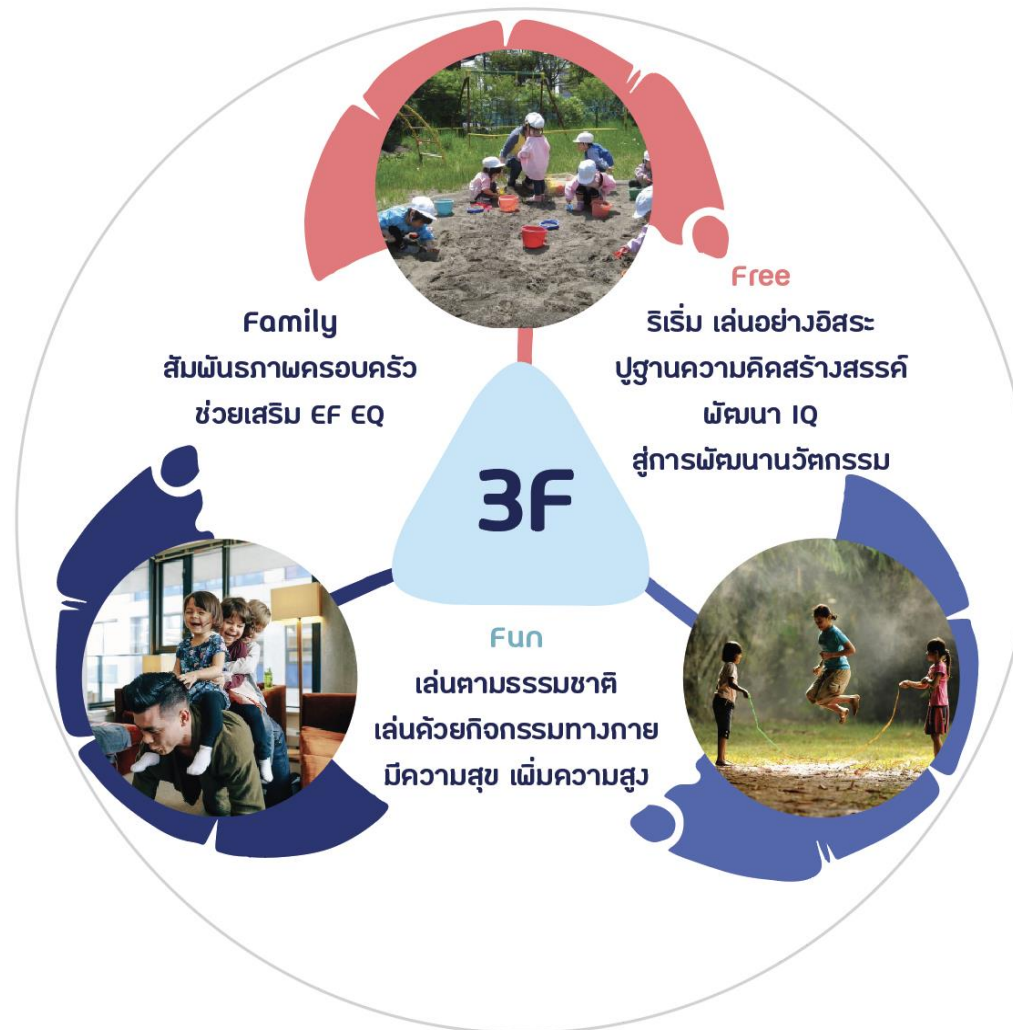 Family
สัมพันธภาพครอบครัว
ช่วยเสริม EF EQ
Free
ริเริ่ม เล่นอย่างอิสระ
ปูฐานความคิดสร้างสรรค์
พัฒนา IQ
สู่การพัฒนานวัตกรรม
3F
Fun
เล่นตามธรรมชาติ
เล่นด้วยกิจกรรมทางกาย
มีความสุข เพิ่มความสูง